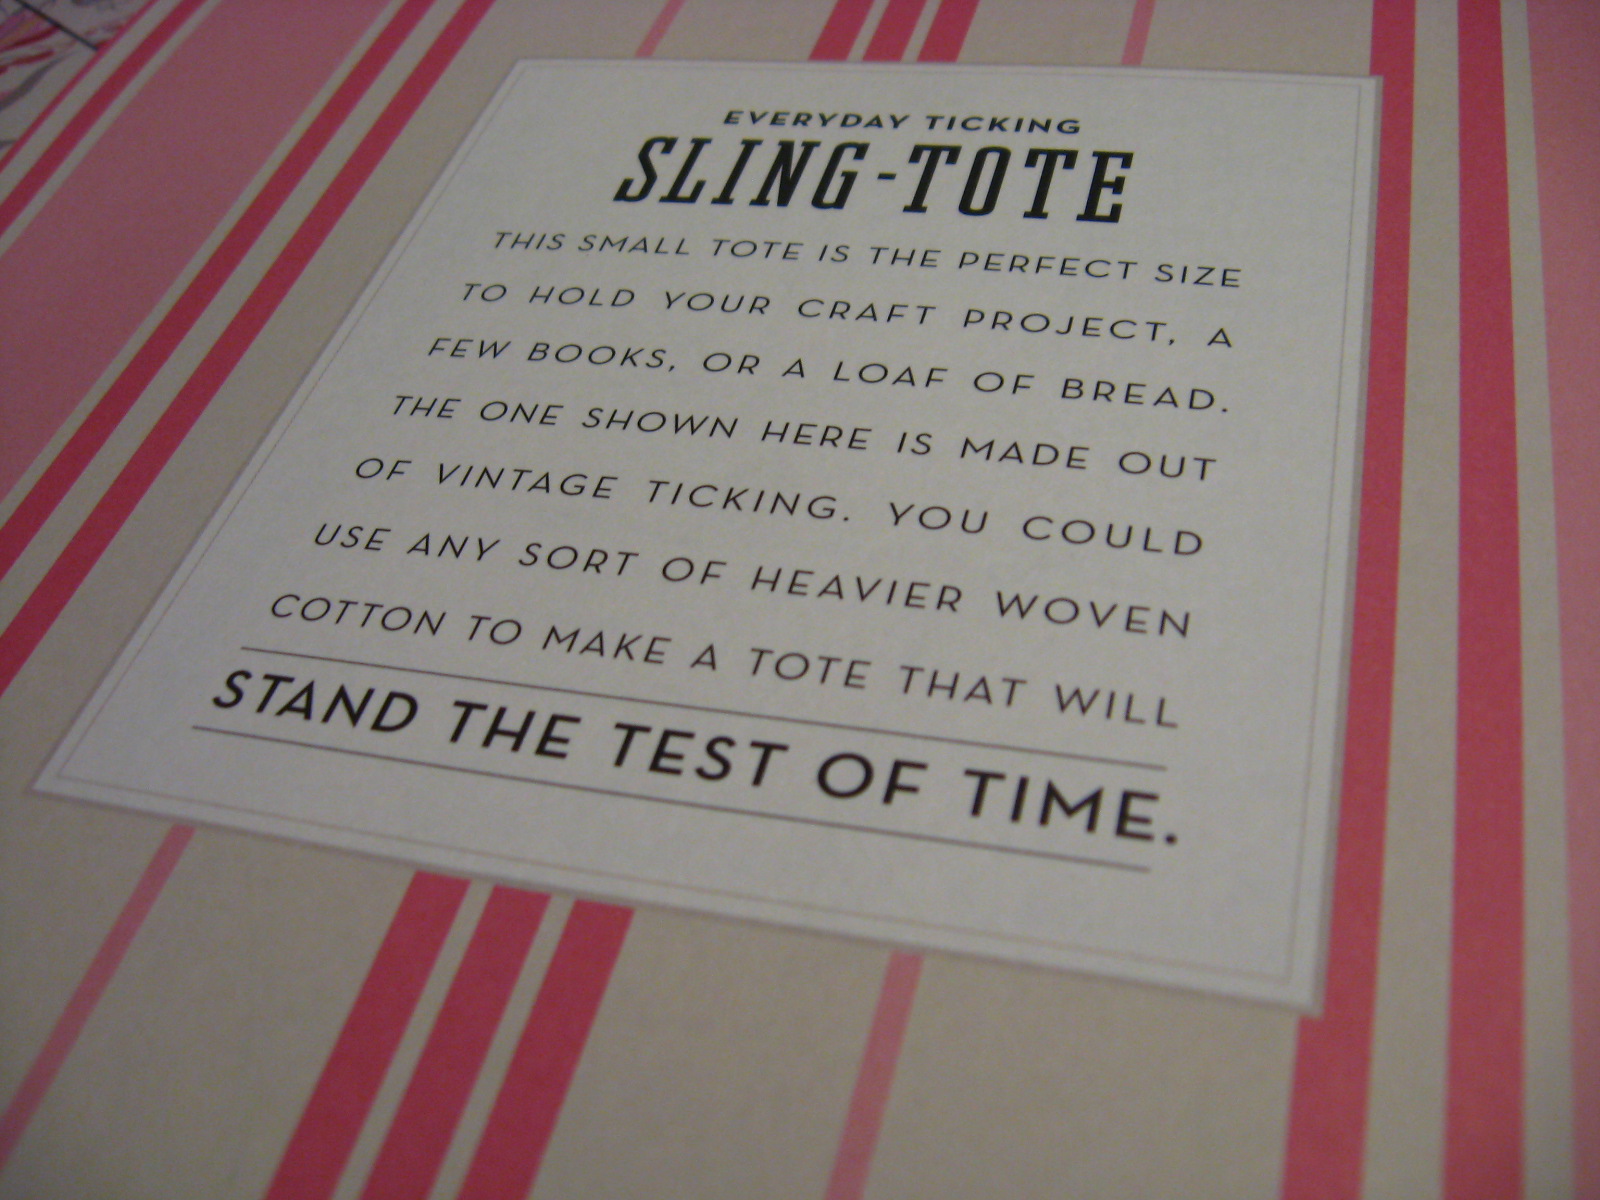 EVERYDAY TICKING
SLING-TOTE
THIS SMALL TOTE IS THE PERFECT SIZE
TO HOLD YOUR CRAFT PROJECT, A
FEW BOOKS, OR A LOAF OF BREAD.
THE ONE SHOWN HERE IS MADE OUT
OF VINTAGE TICKING. YOU COULD
USE ANY SORT OF HEAVIER WOVEN
COTTON TO MAKE A TOTE THAT WILL
STAND THE TEST OF TIME.